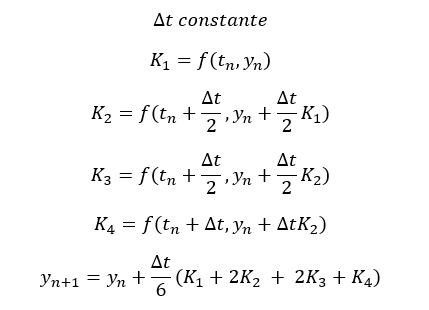 Δt constante
K₁ = f(tₙ, yₙ)
K₂ = f(tₙ + Δt/2, yₙ + Δt/2 K₁)
K₃ = f(tₙ + Δt/2, yₙ + Δt/2 K₂)
K₄ = f(tₙ + Δt, yₙ + ΔtK₂)
yₙ₊₁ = yₙ + Δt/6 (K₁ + 2K₂ + 2K₃ + K₄)